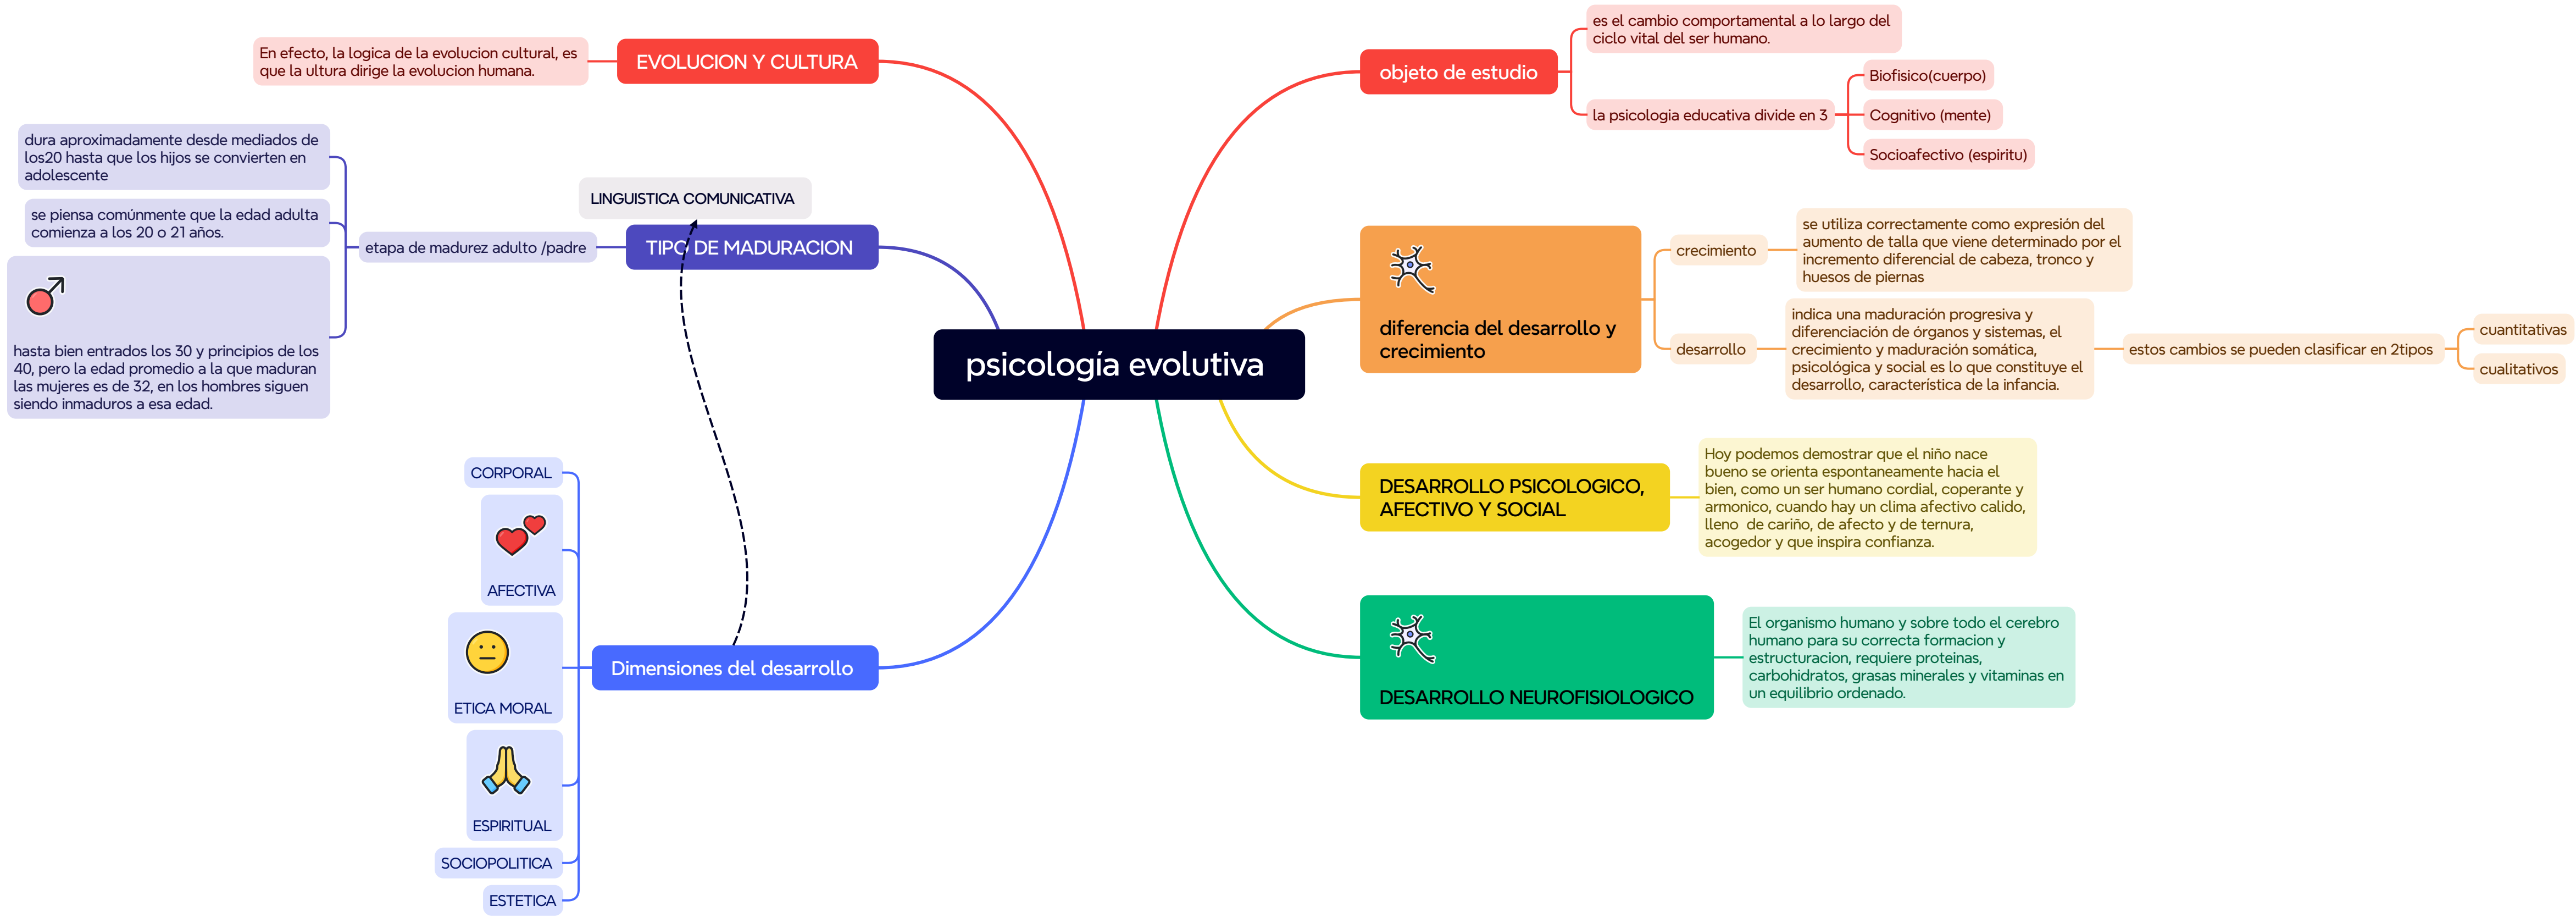 psicología evolutiva
objeto de estudio
es el cambio comportamental a lo largo del
ciclo vital del ser humano.
la psicologia educativa divide en 3
Biofisico(cuerpo)
Cognitivo (mente)
Socioafectivo (espiritu)
diferencia del desarrollo y
crecimiento
crecimiento
se utiliza correctamente como expresión del
aumento de talla que viene determinado por el
incremento diferencial de cabeza, tronco y
huesos de piernas
desarrollo
indica una maduración progresiva y
diferenciación de órganos y sistemas, el
crecimiento y maduración somática,
psicológica y social es lo que constituye el
desarrollo, característica de la infancia.
estos cambios se pueden clasificar en 2tipos
cuantitativas
cualitativos
DESARROLLO PSICOLOGICO,
AFECTIVO Y SOCIAL
Hoy podemos demostrar que el niño nace
bueno se orienta espontaneamente hacia el
bien, como un ser humano cordial, coperante y
armonico, cuando hay un clima afectivo calido,
lleno  de cariño, de afecto y de ternura,
acogedor y que inspira confianza.
DESARROLLO NEUROFISIOLOGICO
El organismo humano y sobre todo el cerebro
humano para su correcta formacion y
estructuracion, requiere proteinas,
carbohidratos, grasas minerales y vitaminas en
un equilibrio ordenado.
EVOLUCION Y CULTURA
En efecto, la logica de la evolucion cultural, es
que la ultura dirige la evolucion humana.
LINGUISTICA COMUNICATIVA
TIPO DE MADURACION
etapa de madurez adulto /padre
dura aproximadamente desde mediados de
los20 hasta que los hijos se convierten en
adolescente
se piensa comúnmente que la edad adulta
comienza a los 20 o 21 años.
hasta bien entrados los 30 y principios de los
40, pero la edad promedio a la que maduran
las mujeres es de 32, en los hombres siguen
siendo inmaduros a esa edad.
Dimensiones del desarrollo
CORPORAL
AFECTIVA
ETICA MORAL
ESPIRITUAL
SOCIOPOLITICA
ESTETICA